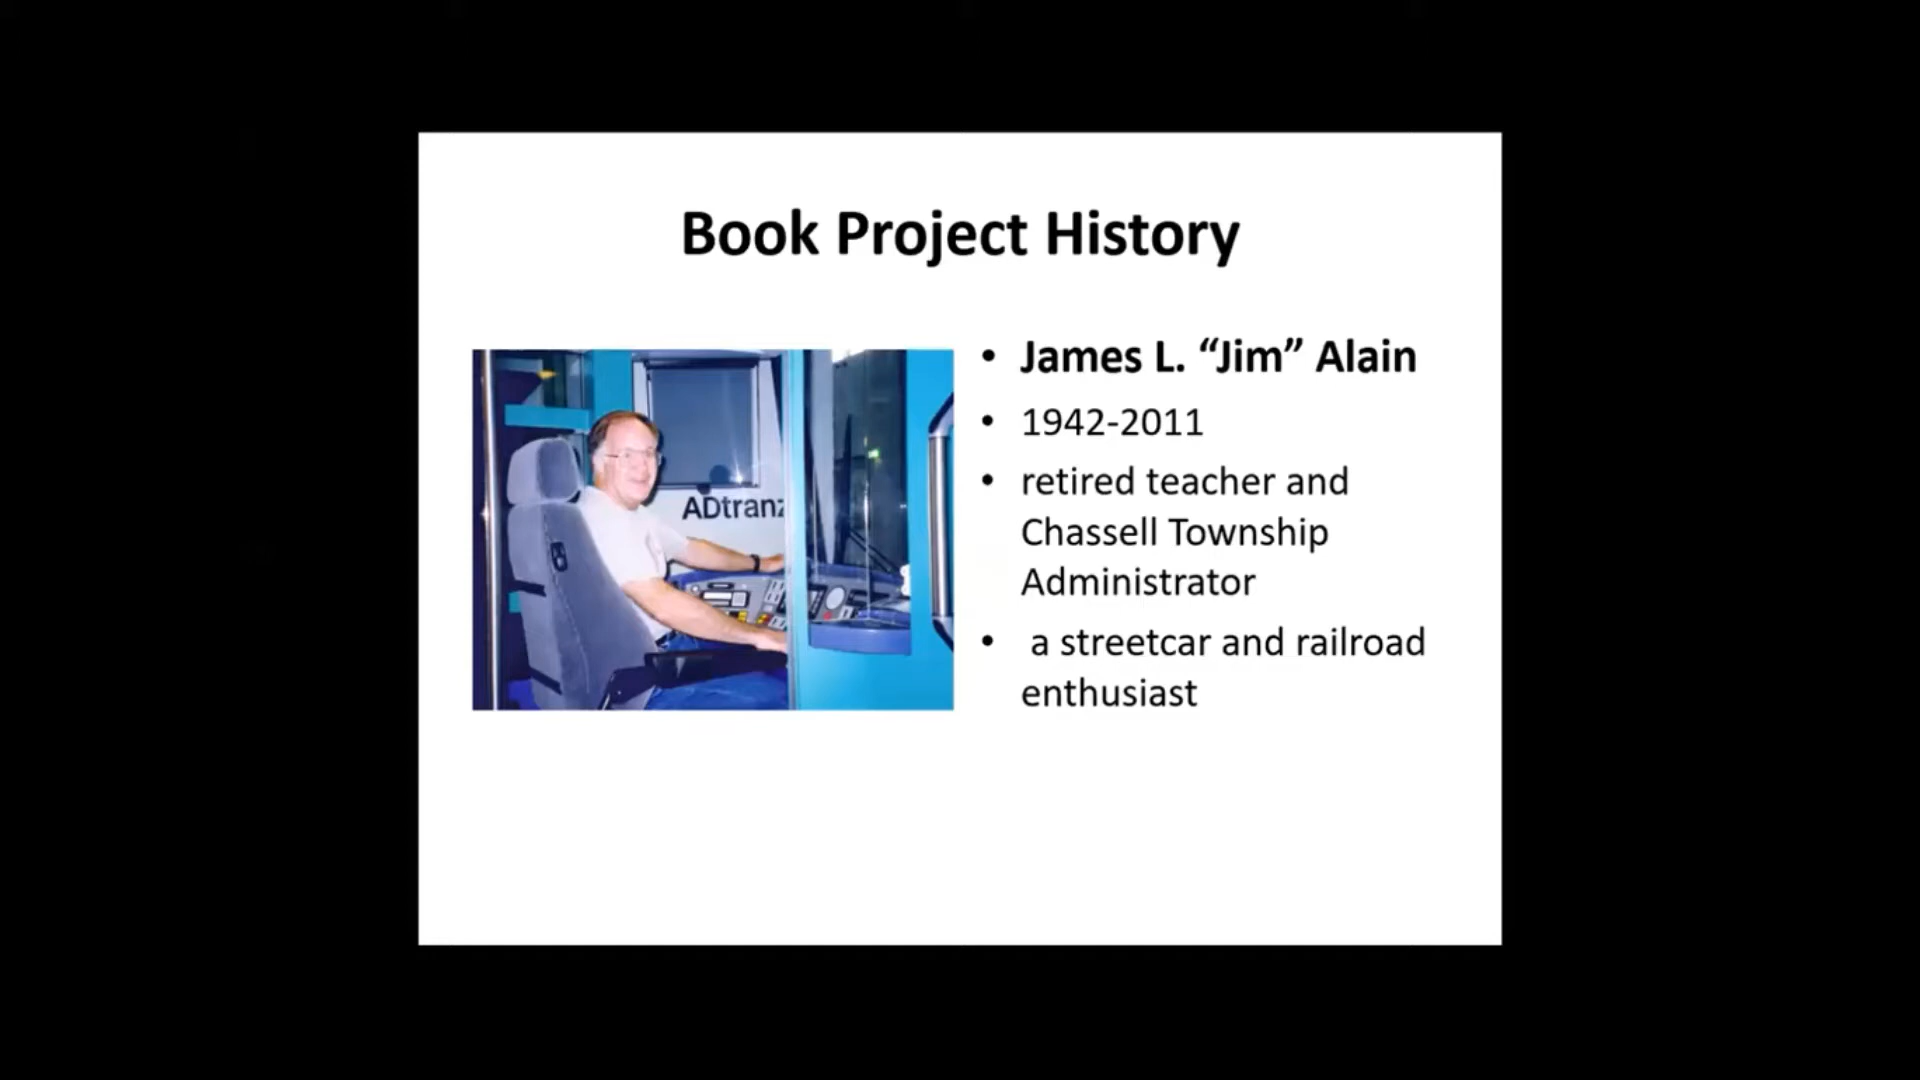 Book Project History
ADtranz
• James L. “Jim” Alain
• 1942-2011
• retired teacher and
Chassell Township
Administrator
• a streetcar and railroad
enthusiast